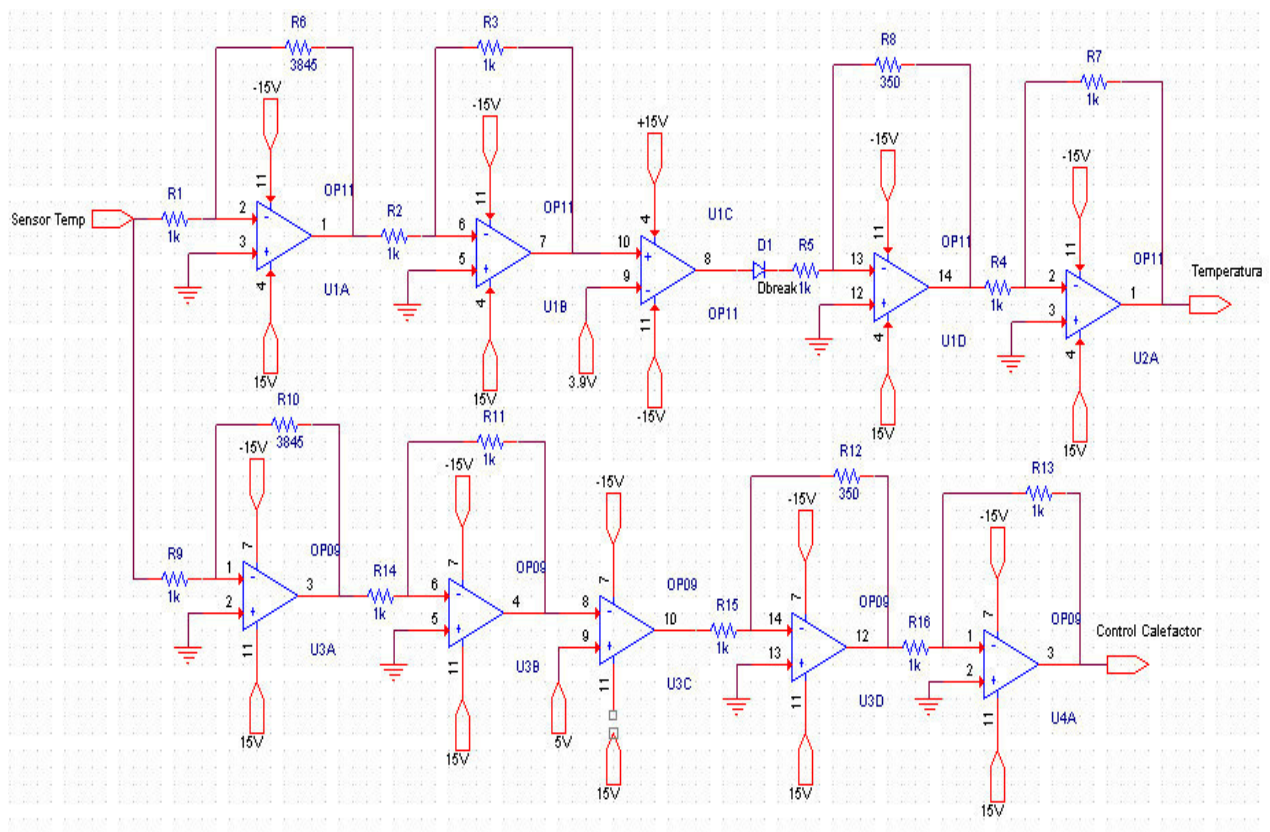 R6
3845
R3
1k
R8
350
R7
1k
-15V
-15V
+15V
-15V
-15V
Sensor Temp
R1
1k
11
2
3
1
4
OP11
U1A
15V
R2
1k
11
6
5
7
4
OP11
U1B
15V
4
10
9
8
11
U1C
OP11
3.9V
-15V
D1
Dbreak
R5
1k
11
13
12
14
4
OP11
U1D
15V
R4
1k
11
2
3
1
4
OP11
U2A
15V
Temperatura
R10
3845
R11
1k
R12
350
R13
1k
-15V
-15V
-15V
-15V
-15V
R9
1k
7
1
2
3
11
OP09
U3A
15V
R14
1k
7
6
5
4
11
OP09
U3B
15V
7
8
9
10
11
OP09
U3C
5V
15V
R15
1k
7
14
13
12
11
OP09
U3D
15V
R16
1k
7
1
2
3
11
OP09
U4A
15V
Control Calefactor